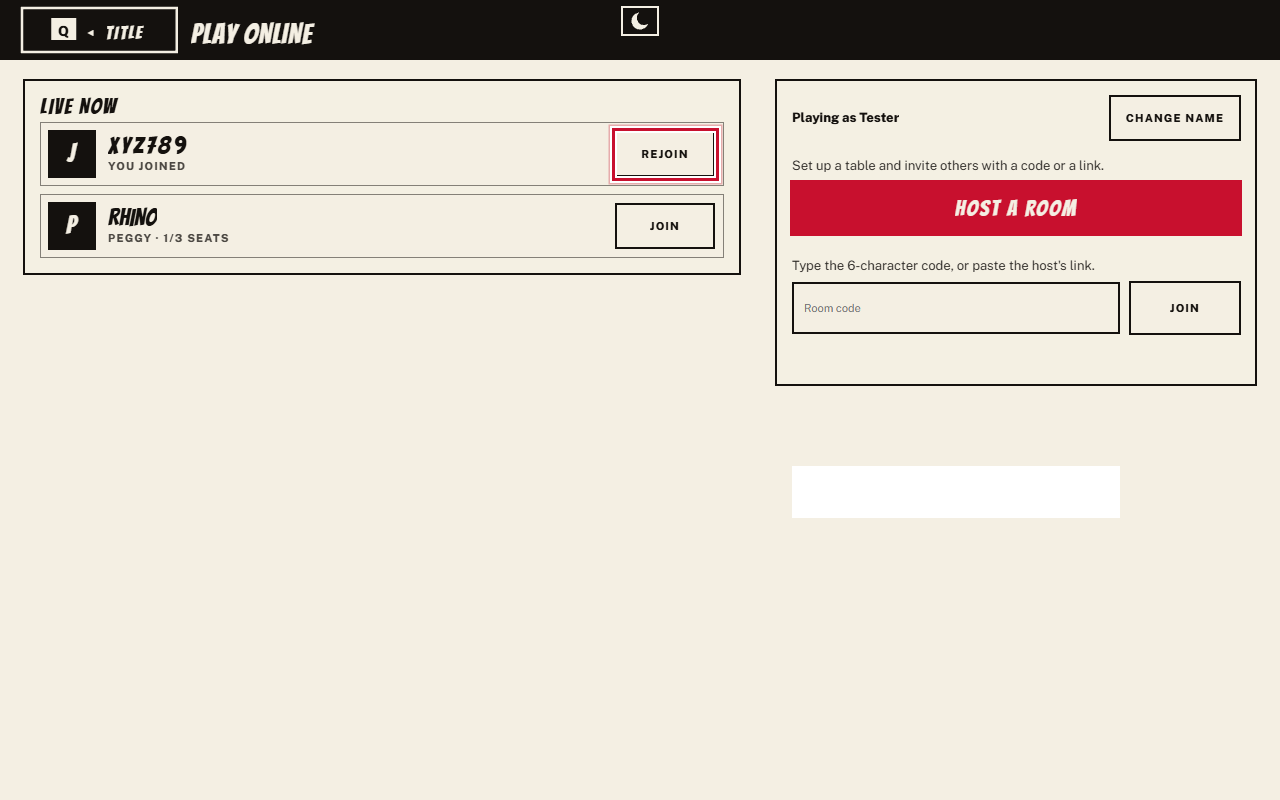 Q ◂ TITLE PLAY ONLINE
LIVE NOW
J XYZ789 REJOIN
YOU JOINED
P RHINO JOIN
PEGGY · 1/3 SEATS
Playing as Tester CHANGE NAME
Set up a table and invite others with a code or a link.
HOST A ROOM
Type the 6-character code, or paste the host's link.
Room code JOIN